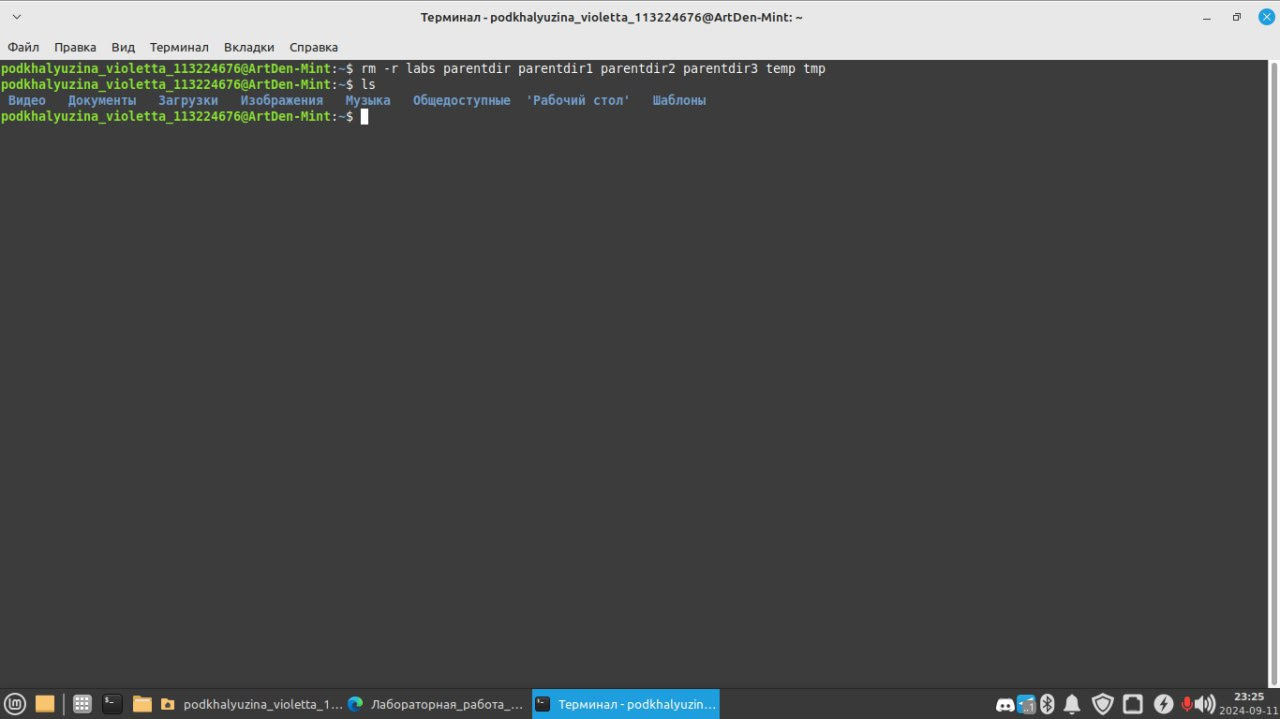 Терминал - podkhalyuzina_violetta_113224676@ArtDen-Mint: ~
Файл Правка Вид Терминал Вкладки Справка
podkhalyuzina_violetta_113224676@ArtDen-Mint:~$ rm -r labs parentdir parentdir1 parentdir2 parentdir3 temp tmp
podkhalyuzina_violetta_113224676@ArtDen-Mint:~$ ls
Видео Документы Загрузки Изображения Музыка Общедоступные 'Рабочий стол' Шаблоны
podkhalyuzina_violetta_113224676@ArtDen-Mint:~$
podkhalyuzina_violetta_1... Лабораторная_работа_... Терминал - podkhalyuzin... 23:25
2024-09-11